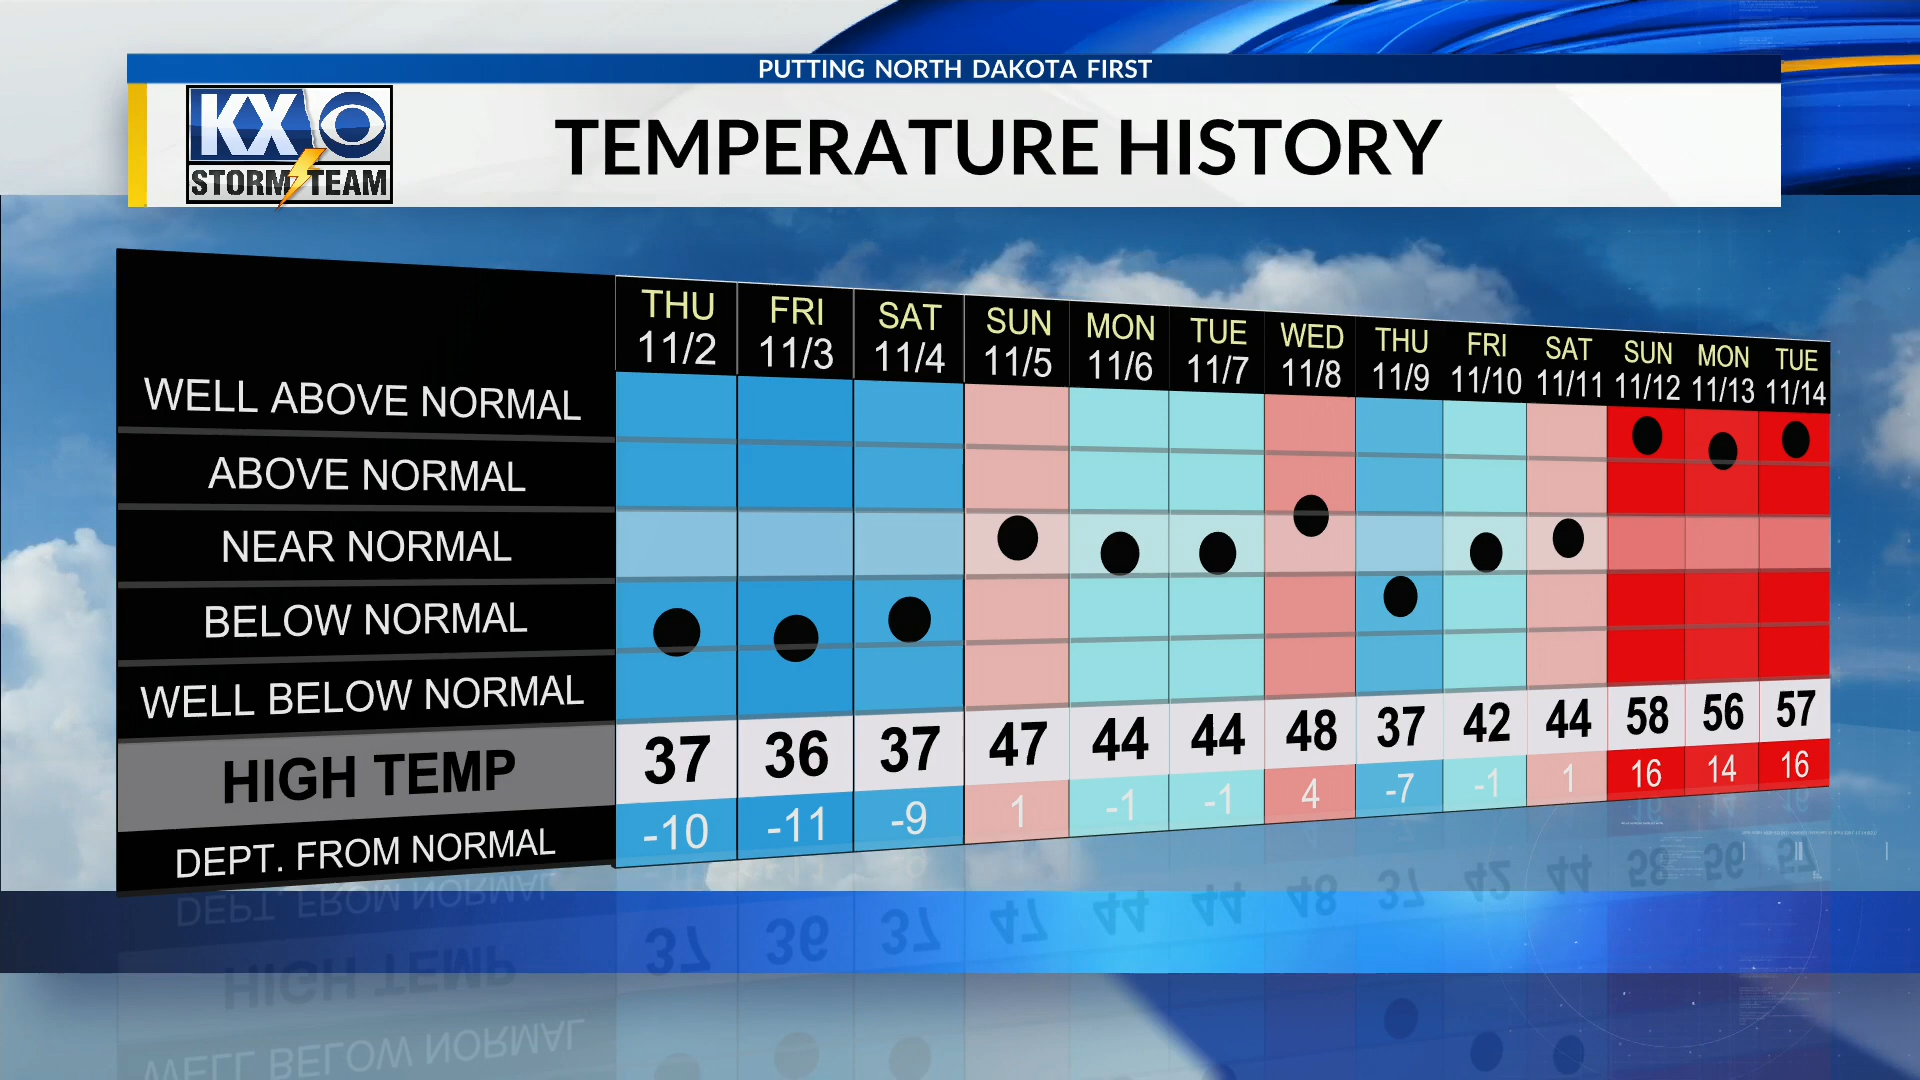 PUTTING NORTH DAKOTA FIRST
KX
STORM TEAM
TEMPERATURE HISTORY
THU FRI SAT SUN MON TUE WED THU FRI SAT SUN MON TUE
11/2 11/3 11/4 11/5 11/6 11/7 11/8 11/9 11/10 11/11 11/12 11/13 11/14
WELL ABOVE NORMAL
ABOVE NORMAL
NEAR NORMAL
BELOW NORMAL
WELL BELOW NORMAL
HIGH TEMP 37 36 37 47 44 44 48 37 42 44 58 56 57
DEPT. FROM NORMAL -10 -11 -9 1 -1 -1 4 -7 -1 1 16 14 16